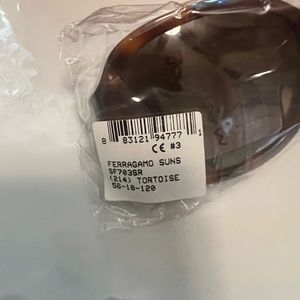 8 83121 94777 1
CE #3
FERRAGAMO SUNS
SF703SR
(214) TORTOISE
56-18-120